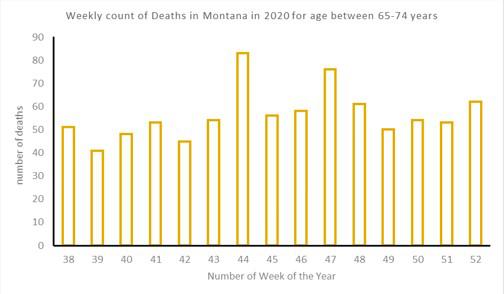 Weekly count of Deaths in Montana in 2020 for age between 65-74 years
90
80
70
60
50
40
30
20
10
0
number of deaths
38 39 40 41 42 43 44 45 46 47 48 49 50 51 52
Number of Week of the Year